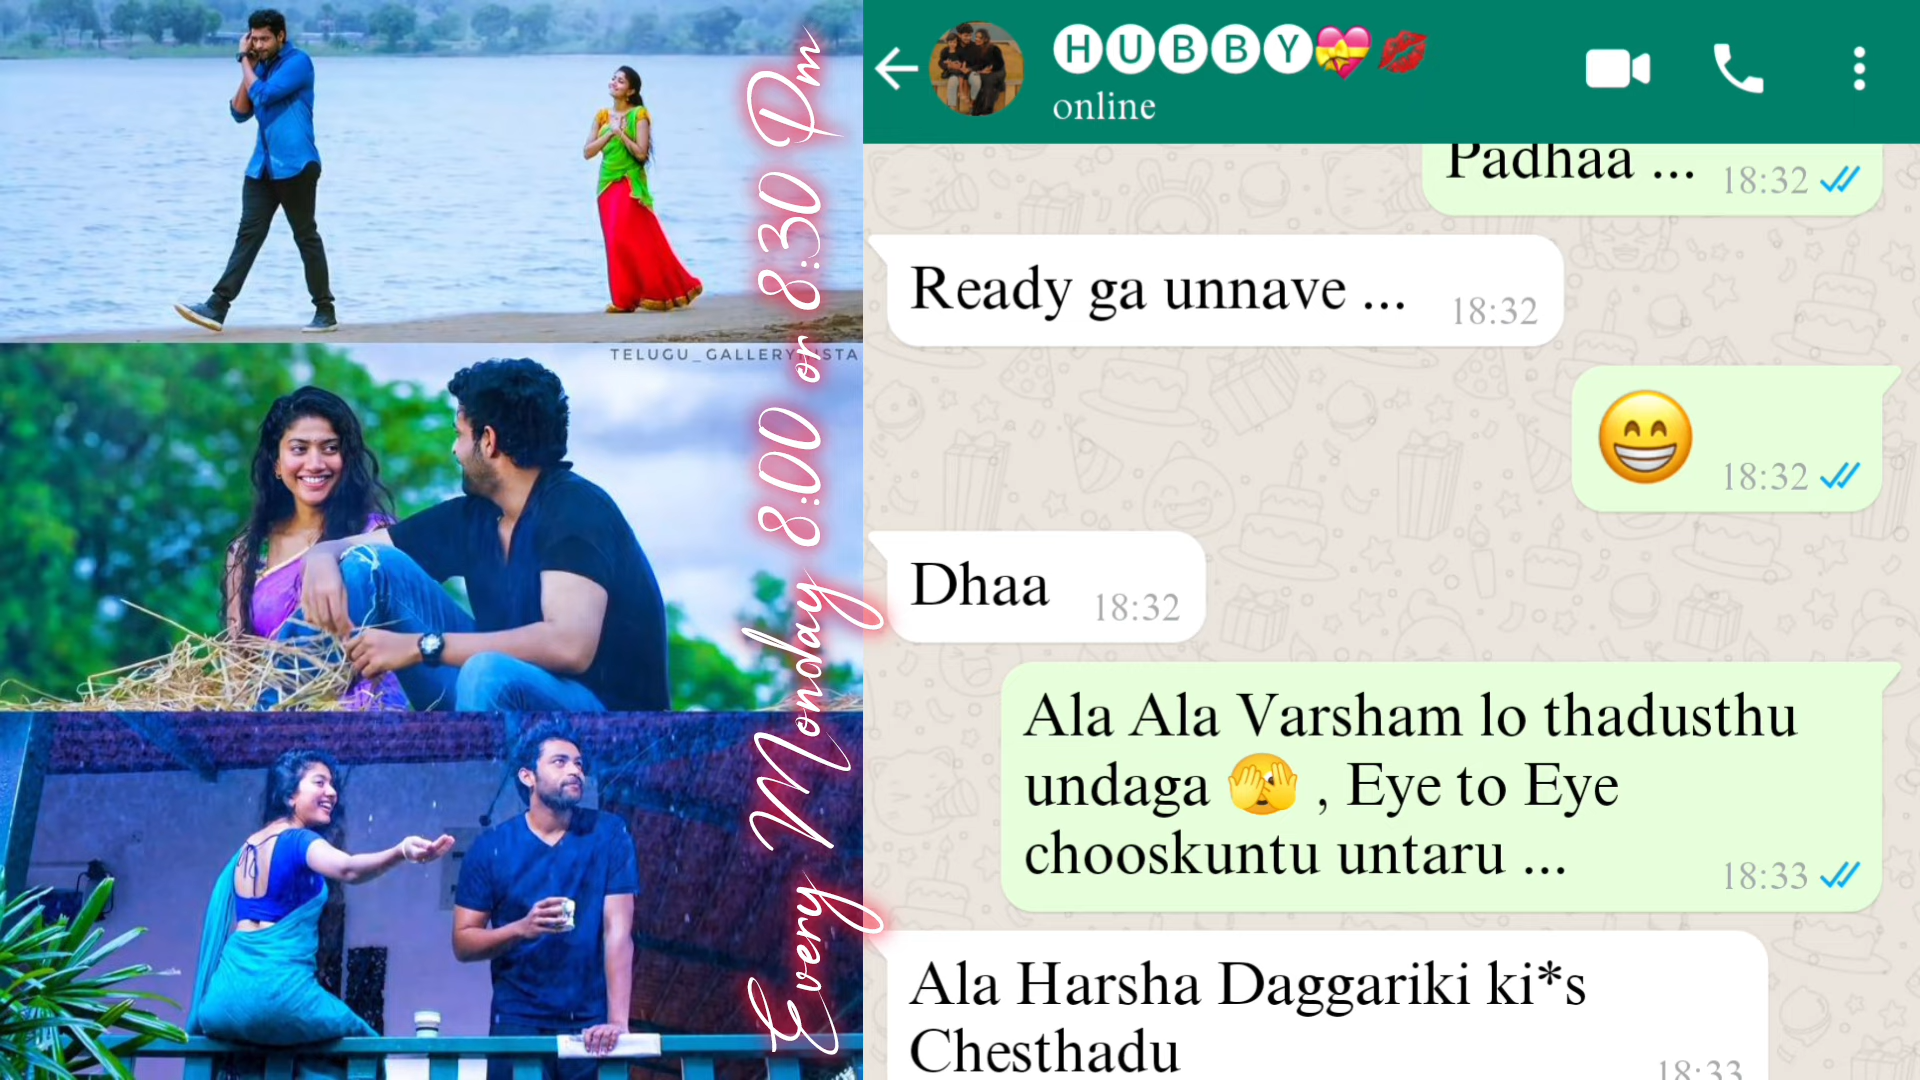 TELUGU_GALLERY
Every Monday 8:00 or 8:30 Pm
HUBBY💝💋
online
Padhaa ... 18:32
Ready ga unnave ... 18:32
😁 18:32
Dhaa 18:32
Ala Ala Varsham lo thadusthu
undaga 🫣 , Eye to Eye
chooskuntu untaru ... 18:33
Ala Harsha Daggariki ki*s
Chesthadu 18:33